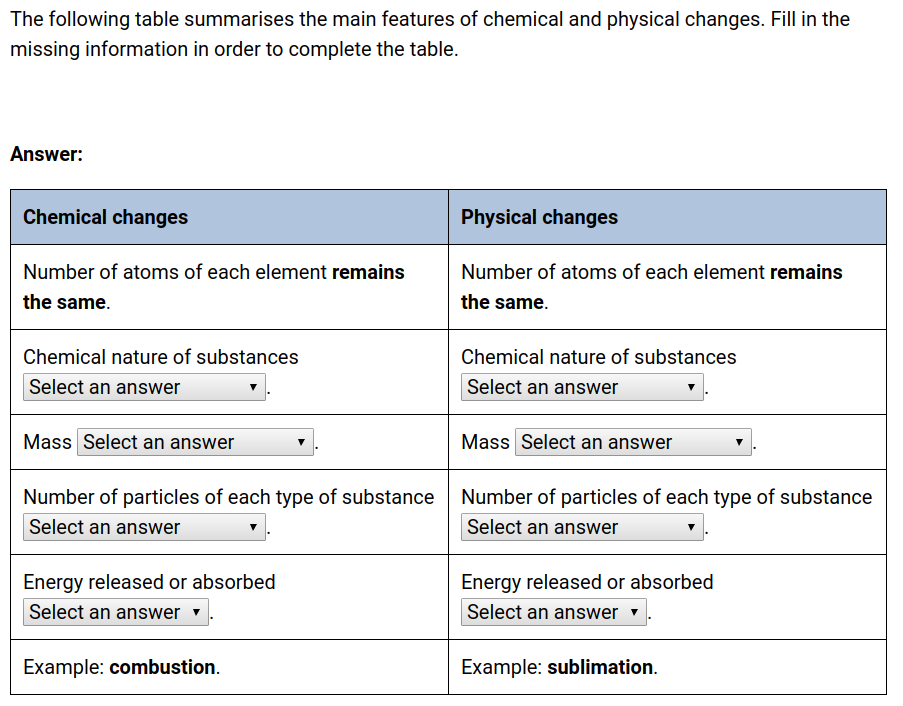 The following table summarises the main features of chemical and physical changes. Fill in the
missing information in order to complete the table.
Answer:
Chemical changes
Physical changes
Number of atoms of each element remains
the same.
Number of atoms of each element remains
the same.
Chemical nature of substances
Select an answer .
Chemical nature of substances
Select an answer .
Mass Select an answer .
Mass Select an answer .
Number of particles of each type of substance
Select an answer .
Number of particles of each type of substance
Select an answer .
Energy released or absorbed
Select an answer .
Energy released or absorbed
Select an answer .
Example: combustion.
Example: sublimation.